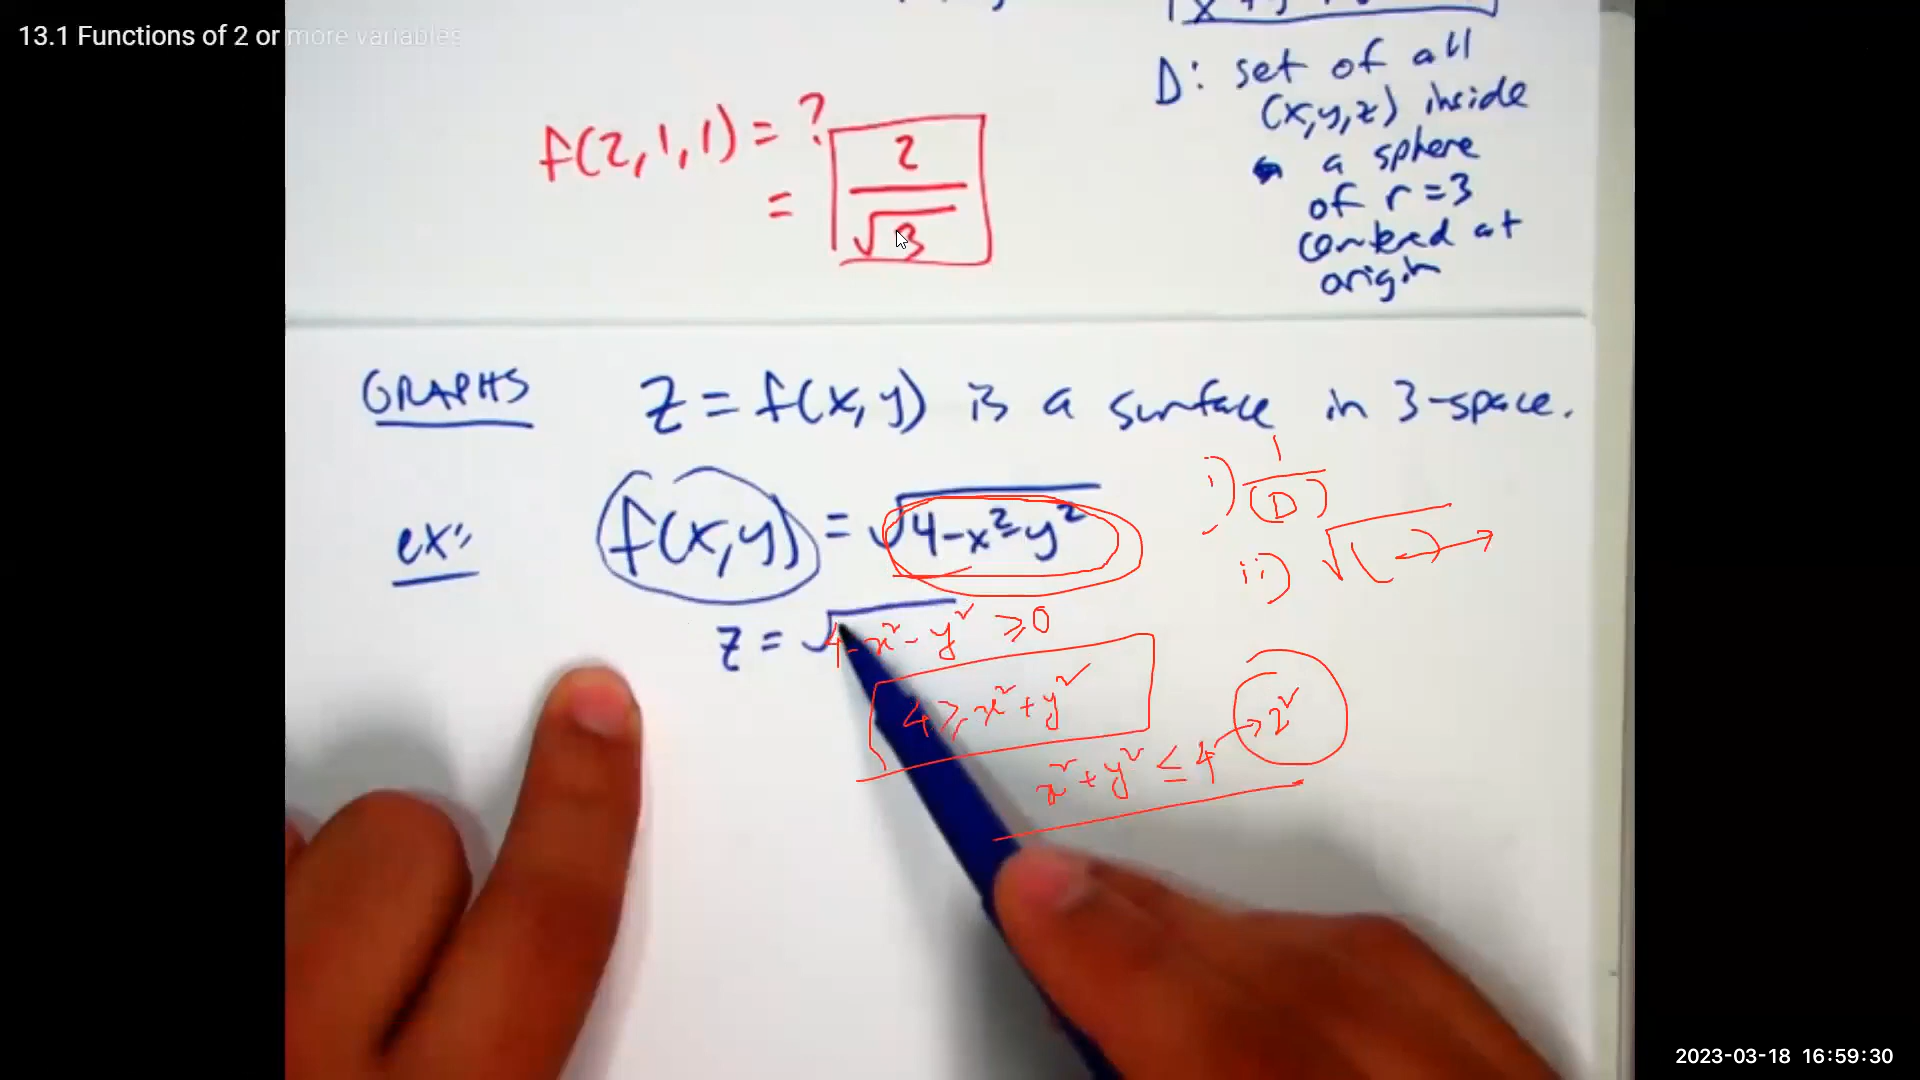 13.1 Functions of 2 or more variables
D: set of all
(x,y,z) inside
a sphere
of r=3
centered at
origin
f(2,1,1) = ?
= 2/√3
GRAPHS z = f(x,y) is a surface in 3-space.
ex: f(x,y) = √4-x²-y²
i) 1/(D)
ii) √(-)→
z = √
4-x²-y² ≥0
4 ≥ x²+y²
x²+y² ≤ 4 → 2²
2023-03-18 16:59:30